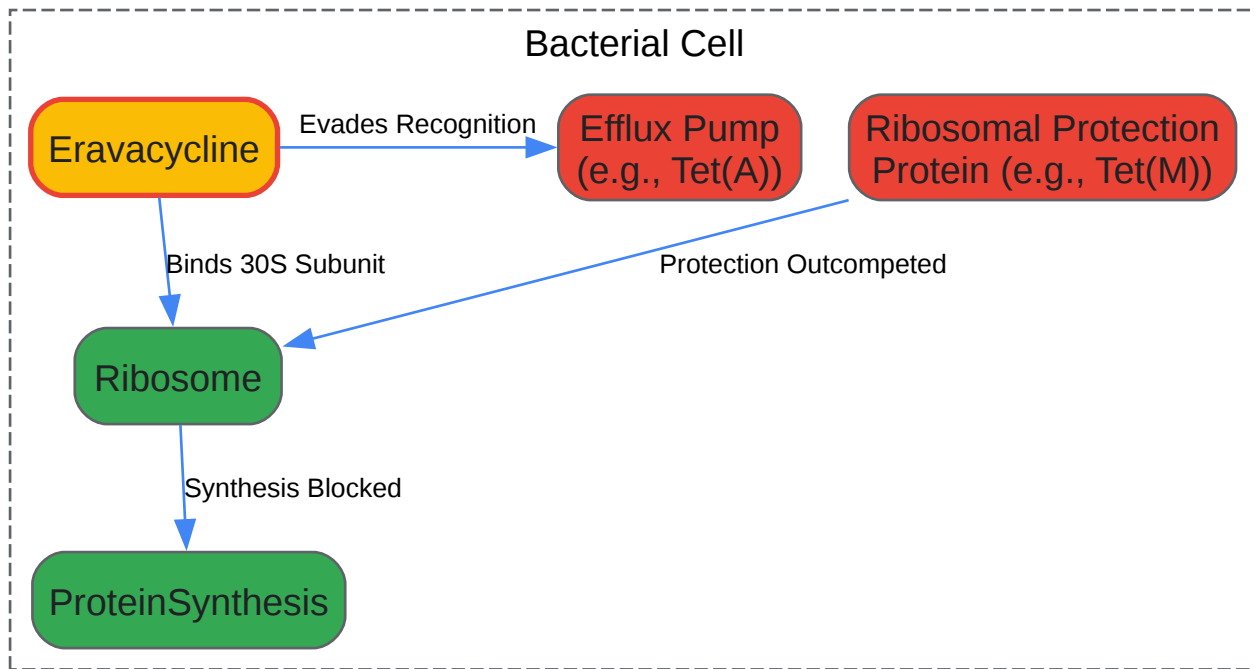 Bacterial Cell
Eravacycline
Evades Recognition
Efflux Pump
(e.g., Tet(A))
Ribosomal Protection
Protein (e.g., Tet(M))
Binds 30S Subunit
Protection Outcompeted
Ribosome
Synthesis Blocked
ProteinSynthesis